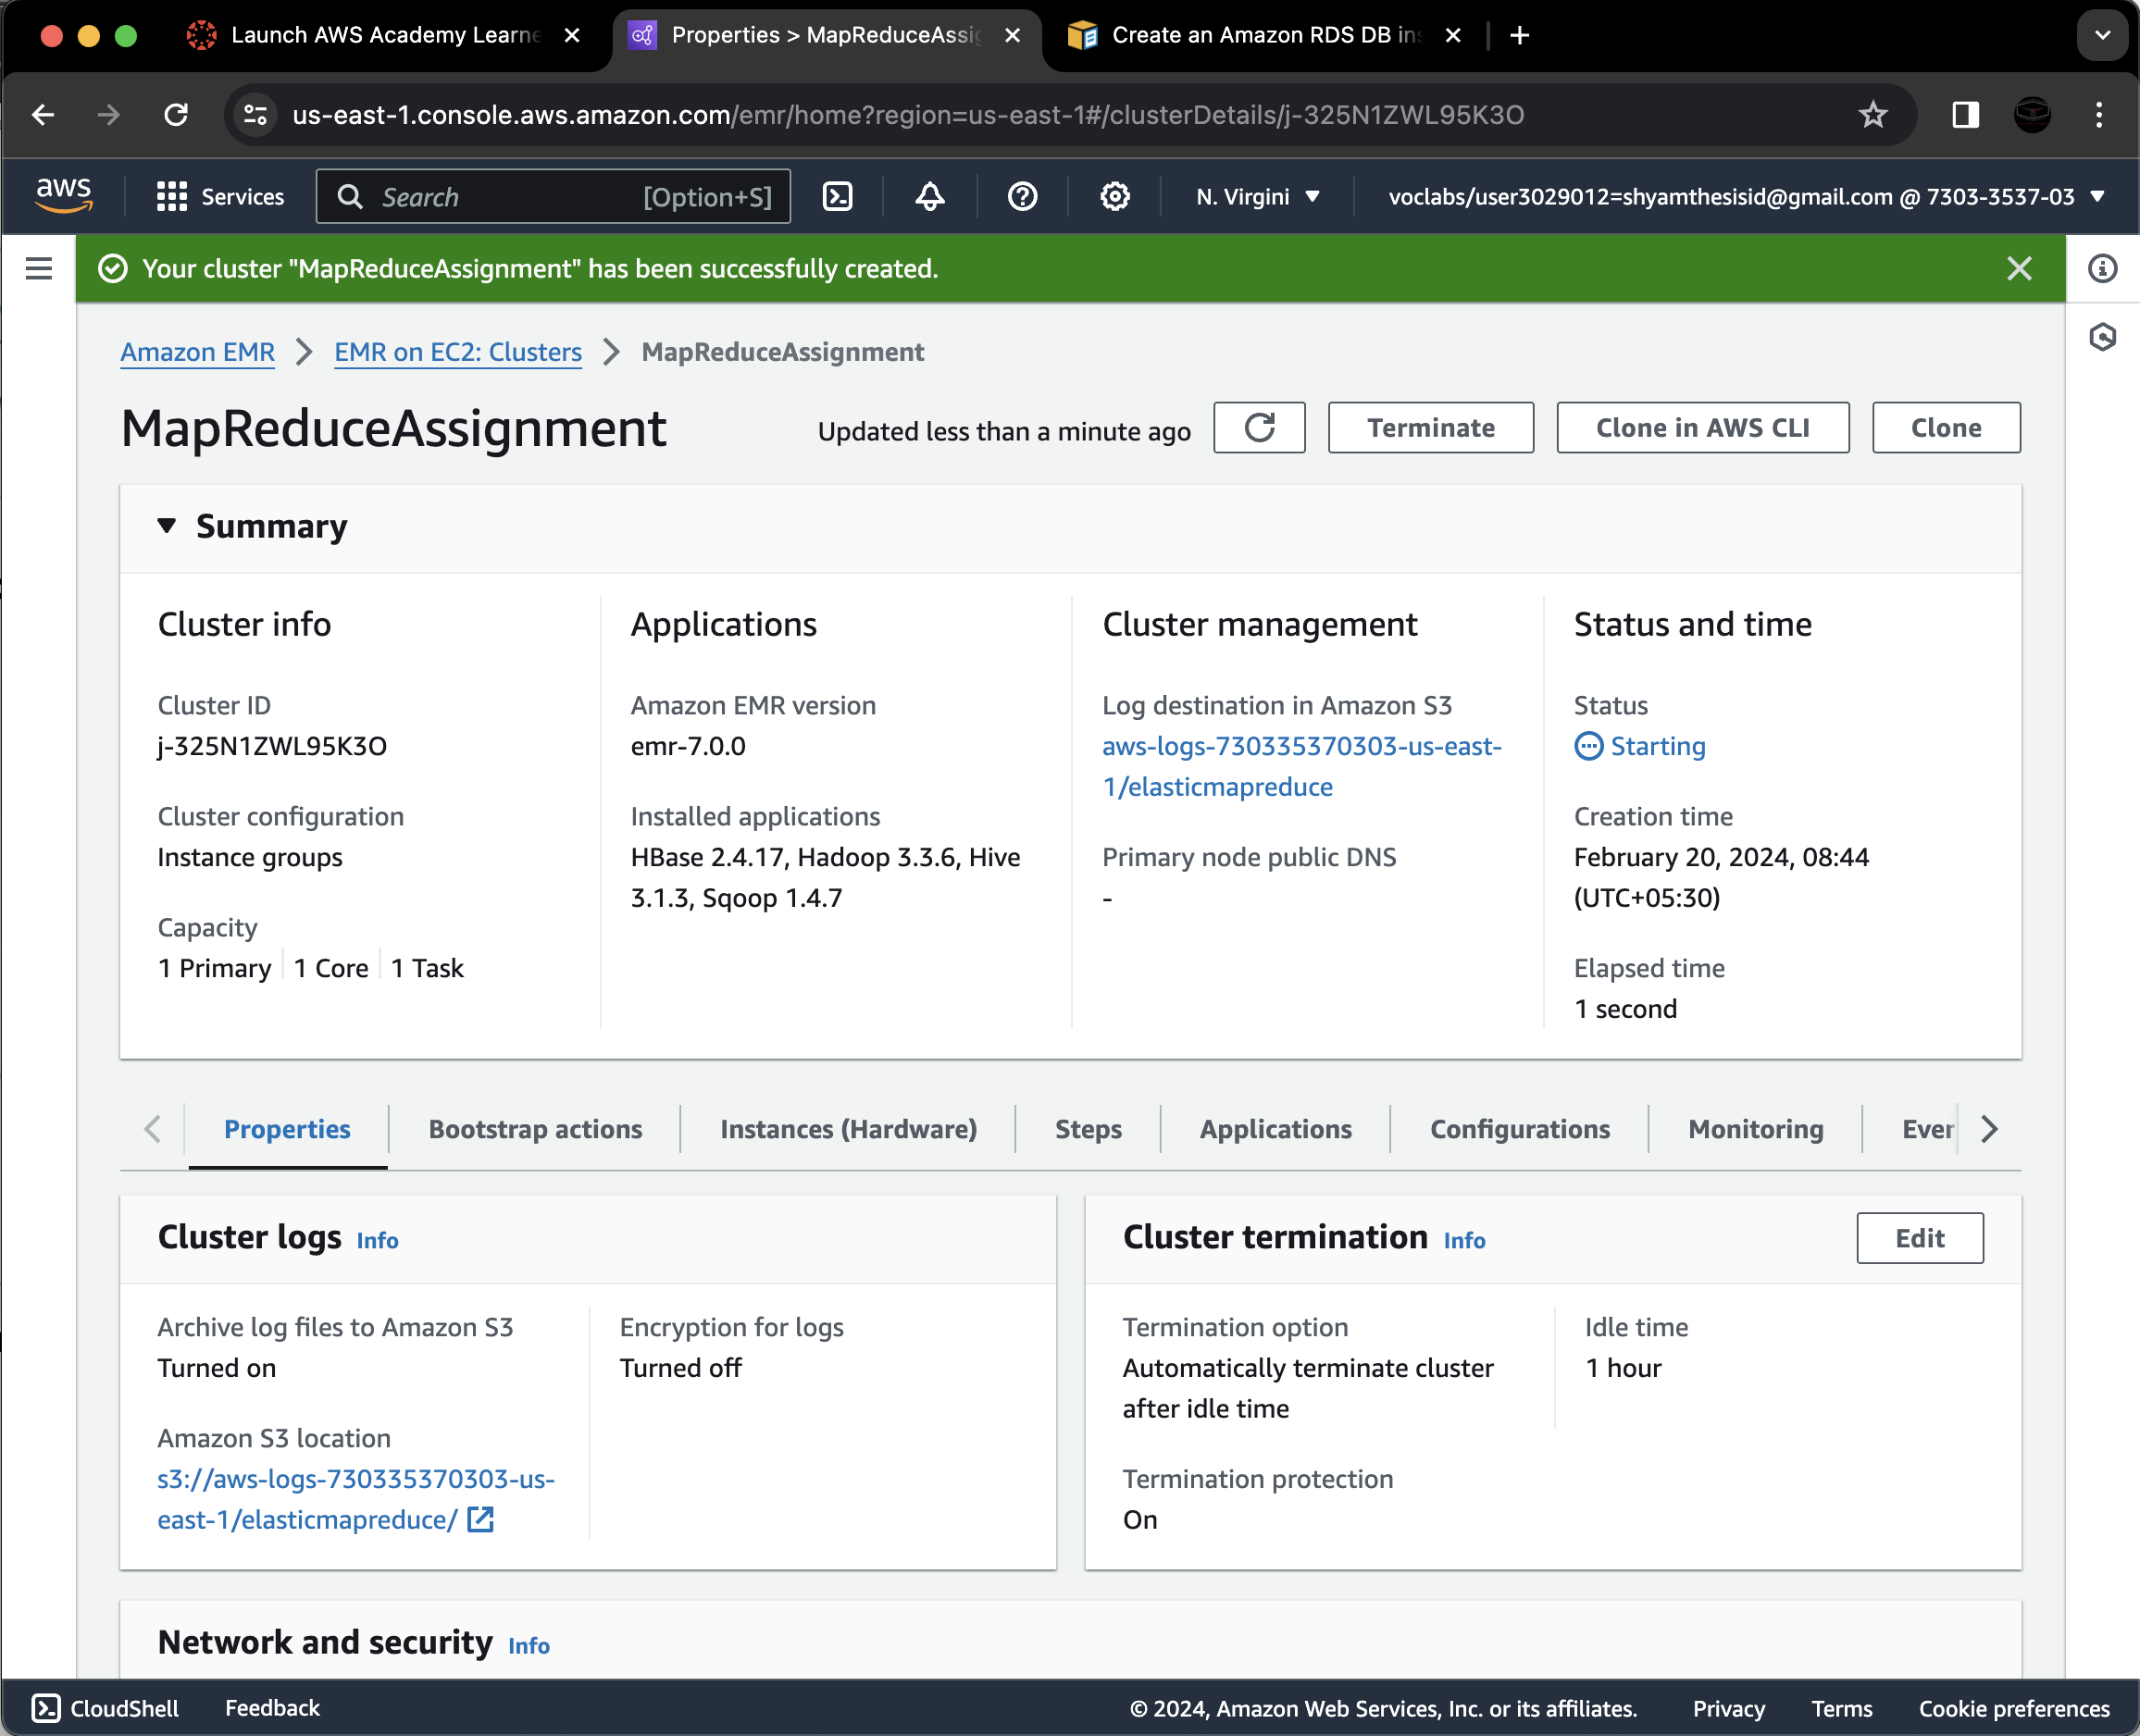 Launch AWS Academy Learne
Properties > MapReduceAssig
Create an Amazon RDS DB ins
us-east-1.console.aws.amazon.com/emr/home?region=us-east-1#/clusterDetails/j-325N1ZWL95K3O
aws
Services
Search
[Option+S]
N. Virgini
voclabs/user3029012=shyamthesisid@gmail.com @ 7303-3537-03
Your cluster "MapReduceAssignment" has been successfully created.
Amazon EMR
EMR on EC2: Clusters
MapReduceAssignment
MapReduceAssignment
Updated less than a minute ago
Terminate
Clone in AWS CLI
Clone
Summary
Cluster info
Cluster ID
j-325N1ZWL95K3O
Cluster configuration
Instance groups
Capacity
1 Primary
1 Core
1 Task
Applications
Amazon EMR version
emr-7.0.0
Installed applications
HBase 2.4.17, Hadoop 3.3.6, Hive
3.1.3, Sqoop 1.4.7
Cluster management
Log destination in Amazon S3
aws-logs-730335370303-us-east-
1/elasticmapreduce
Primary node public DNS
-
Status and time
Status
Starting
Creation time
February 20, 2024, 08:44
(UTC+05:30)
Elapsed time
1 second
Properties
Bootstrap actions
Instances (Hardware)
Steps
Applications
Configurations
Monitoring
Ever
Cluster logs
Info
Archive log files to Amazon S3
Turned on
Amazon S3 location
s3://aws-logs-730335370303-us-
east-1/elasticmapreduce/
Encryption for logs
Turned off
Cluster termination
Info
Edit
Termination option
Automatically terminate cluster
after idle time
Termination protection
On
Idle time
1 hour
Network and security
Info
CloudShell
Feedback
© 2024, Amazon Web Services, Inc. or its affiliates.
Privacy
Terms
Cookie preferences